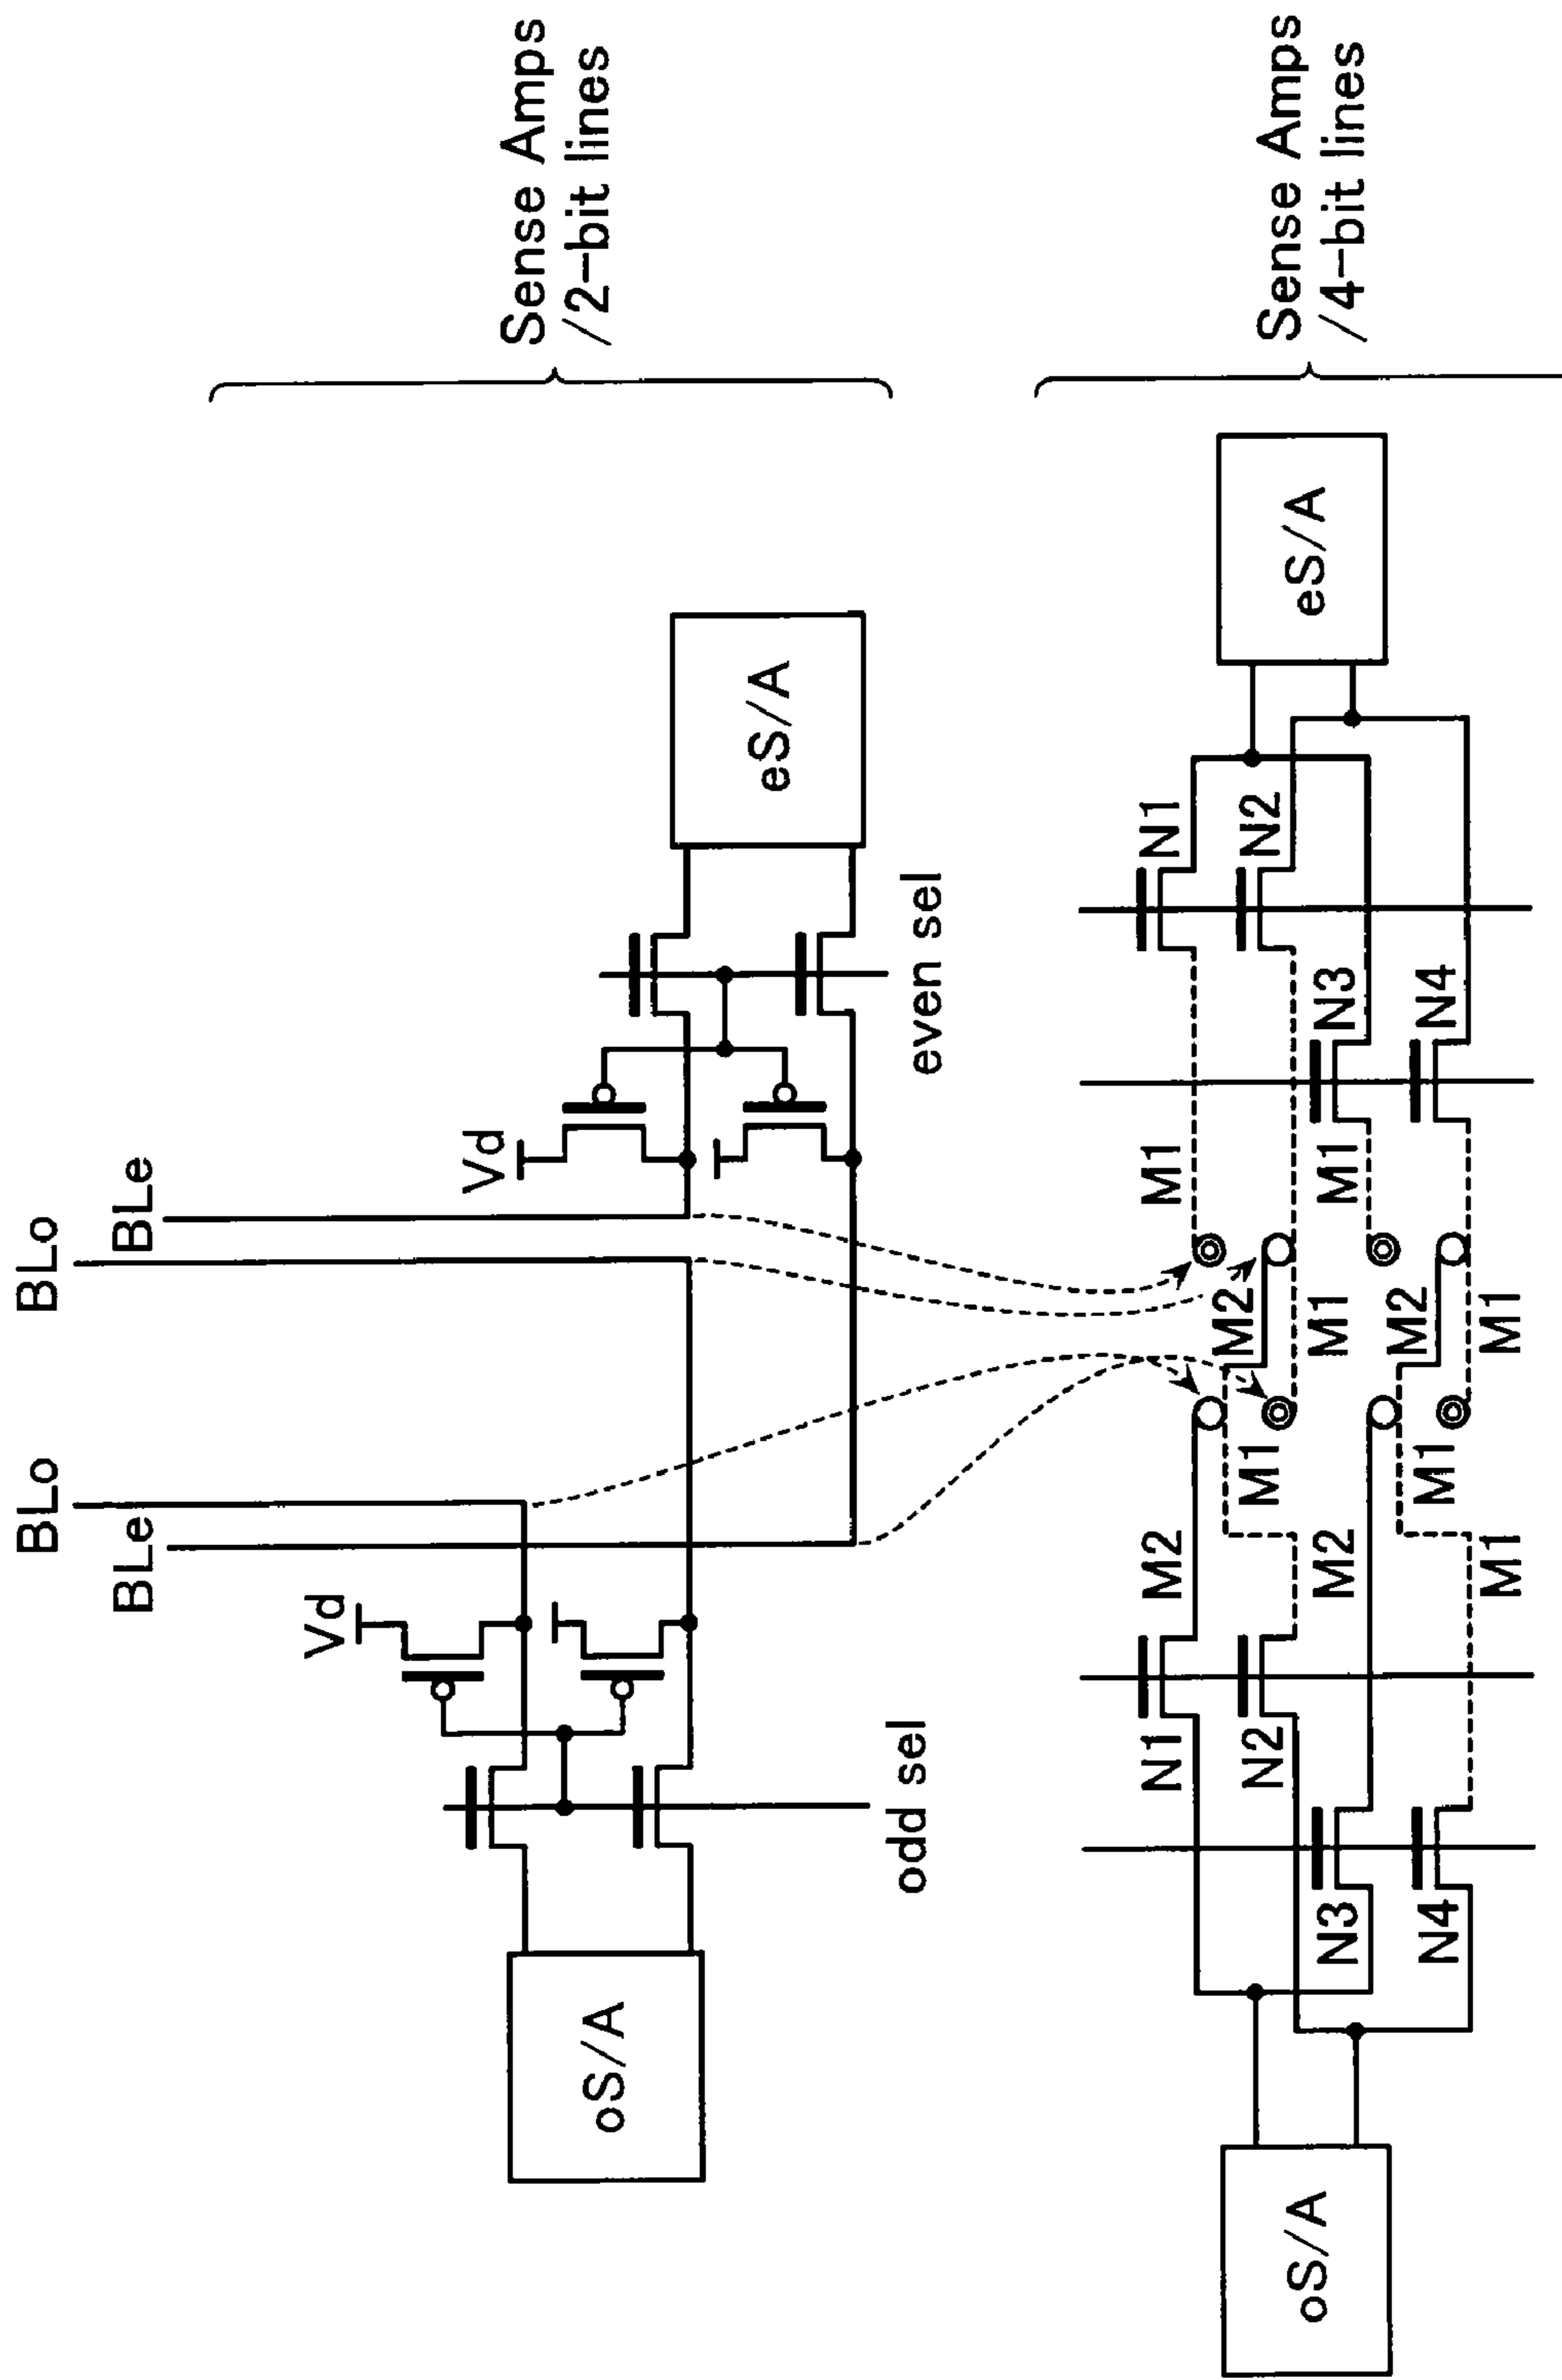 BLo
BLe
BLo
BLe
Vd
Vd
oS/A
odd sel
even sel
eS/A
Sense Amps
/2-bit lines
oS/A
N1
N2
N3
N4
M2
M1
M2
M1
M1
M2
M1
M2
M1
M1
M1
N1
N2
N3
N4
eS/A
Sense Amps
/4-bit lines